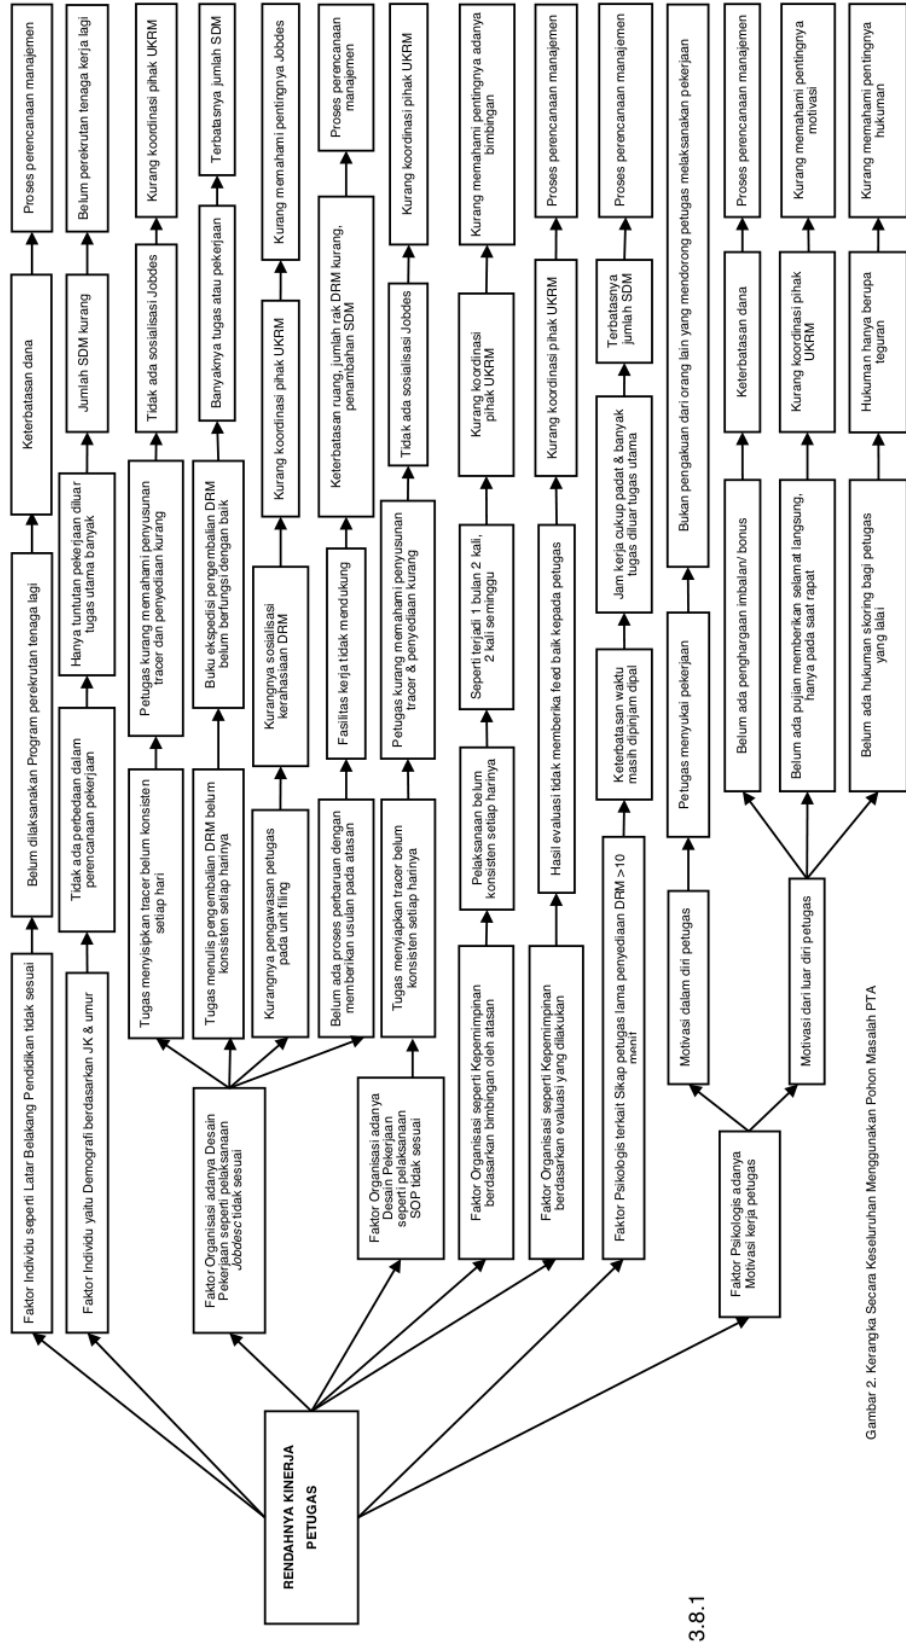 RENDAHNYA KINERJA
PETUGAS
Faktor Individu seperti Latar Belakang Pendidikan tidak sesuai
Belum dilaksanakan Program perekrutan tenaga lagi
Keterbatasan dana
Proses perencanaan manajemen
Faktor Individu yaitu Demografi berdasarkan JK & umur
Tidak ada perbedaan dalam
perencanaan pekerjaan
Hanya tuntutan pekerjaan diluar
tugas utama banyak
Jumlah SDM kurang
Belum perekrutan tenaga kerja lagi
Faktor Organisasi adanya Desain
Pekerjaan seperti pelaksanaan
Jobdesc tidak sesuai
Tugas menyisipkan tracer belum konsisten
setiap hari
Petugas kurang memahami penyusunan
tracer dan penyediaan kurang
Tidak ada sosialisasi Jobdes
Kurang koordinasi pihak UKRM
Tugas menulis pengembalian DRM belum
konsisten setiap harinya
Buku ekspedisi pengembalian DRM
belum berfungsi dengan baik
Banyaknya tugas atau pekerjaan
Terbatasnya jumlah SDM
Kurangnya pengawasan petugas
pada unit filing
Kurangnya sosialisasi
kerahasiaan DRM
Kurang koordinasi pihak UKRM
Kurang memahami pentingnya Jobdes
Belum ada proses perbaruan dengan
memberikan usulan pada atasan
Fasilitas kerja tidak mendukung
Keterbatasan ruang, jumlah rak DRM kurang,
penambahan SDM
Proses perencanaan
manajemen
Faktor Organisasi adanya
Desain Pekerjaan
seperti pelaksanaan
SOP tidak sesuai
Tugas menyiapkan tracer belum
konsisten setiap harinya
Petugas kurang memahami penyusunan
tracer & penyediaan kurang
Tidak ada sosialisasi Jobdes
Kurang koordinasi pihak UKRM
Faktor Organisasi seperti Kepemimpinan
berdasarkan bimbingan oleh atasan
Pelaksanaan belum
konsisten setiap harinya
Seperti terjadi 1 bulan 2 kali,
2 kali seminggu
Kurang koordinasi
pihak UKRM
Kurang memahami pentingnya adanya
bimbingan
Faktor Organisasi seperti Kepemimpinan
berdasarkan evaluasi yang dilakukan
Hasil evaluasi tidak memberika feed baik kepada petugas
Kurang koordinasi pihak UKRM
Proses perencanaan manajemen
Faktor Psikologis terkait Sikap petugas lama penyediaan DRM >10
menit
Keterbatasan waktu
masih dipinjam dipal
Jam kerja cukup padat & banyak
tugas diluar tugas utama
Terbatasnya
jumlah SDM
Proses perencanaan manajemen
Faktor Psikologis adanya
Motivasi kerja petugas
Motivasi dalam diri petugas
Petugas menyukai pekerjaan
Bukan pengakuan dari orang lain yang mendorong petugas melaksanakan pekerjaan
Motivasi dari luar diri petugas
Belum ada penghargaan imbalan/ bonus
Keterbatasan dana
Proses perencanaan manajemen
Belum ada pujian memberikan selamat langsung,
hanya pada saat rapat
Kurang koordinasi pihak
UKRM
Kurang memahami pentingnya
motivasi
Belum ada hukuman skoring bagi petugas
yang lalai
Hukuman hanya berupa
teguran
Kurang memahami pentingnya
hukuman
Gambar 2. Kerangka Secara Keseluruhan Menggunakan Pohon Masalah PTA
3.8.1